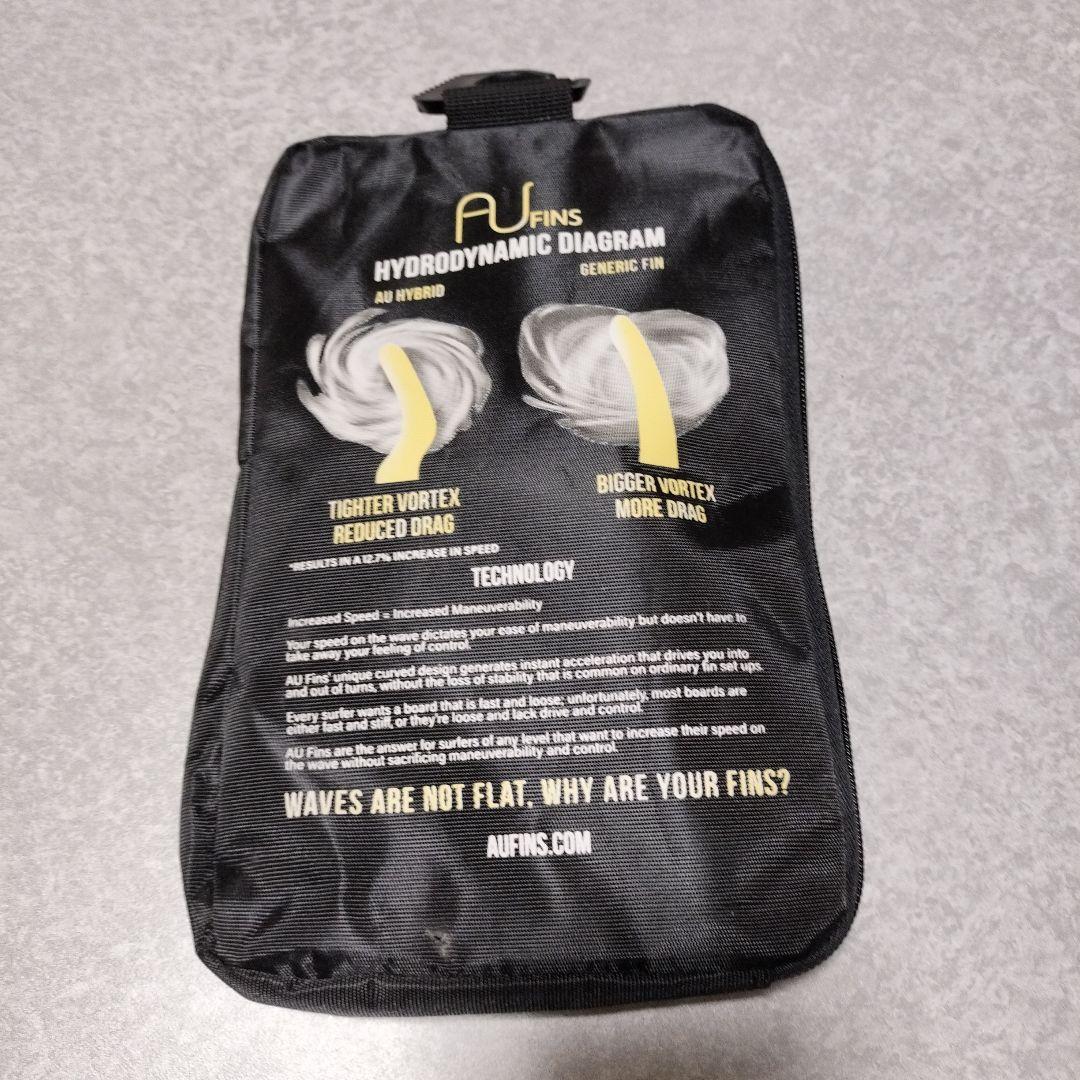 AU FINS
HYDRODYNAMIC DIAGRAM
AU HYBRID
GENERIC FIN
TIGHTER VORTEX
REDUCED DRAG
BIGGER VORTEX
MORE DRAG
*RESULTS IN A 12.7% INCREASE IN SPEED
TECHNOLOGY
Increased Speed = Increased Maneuverability
Your speed on the wave dictates your ease of maneuverability but doesn't have to
take away your feeling of control.
AU Fins' unique curved design generates instant acceleration that drives you into
and out of turns, without the loss of stability that is common on ordinary fin set ups.
Every surfer wants a board that is fast and loose; unfortunately, most boards are
either fast and stiff, or they're loose and lack drive and control.
AU Fins are the answer for surfers of any level that want to increase their speed on
the wave without sacrificing maneuverability and control.
WAVES ARE NOT FLAT, WHY ARE YOUR FINS?
AUFINS.COM